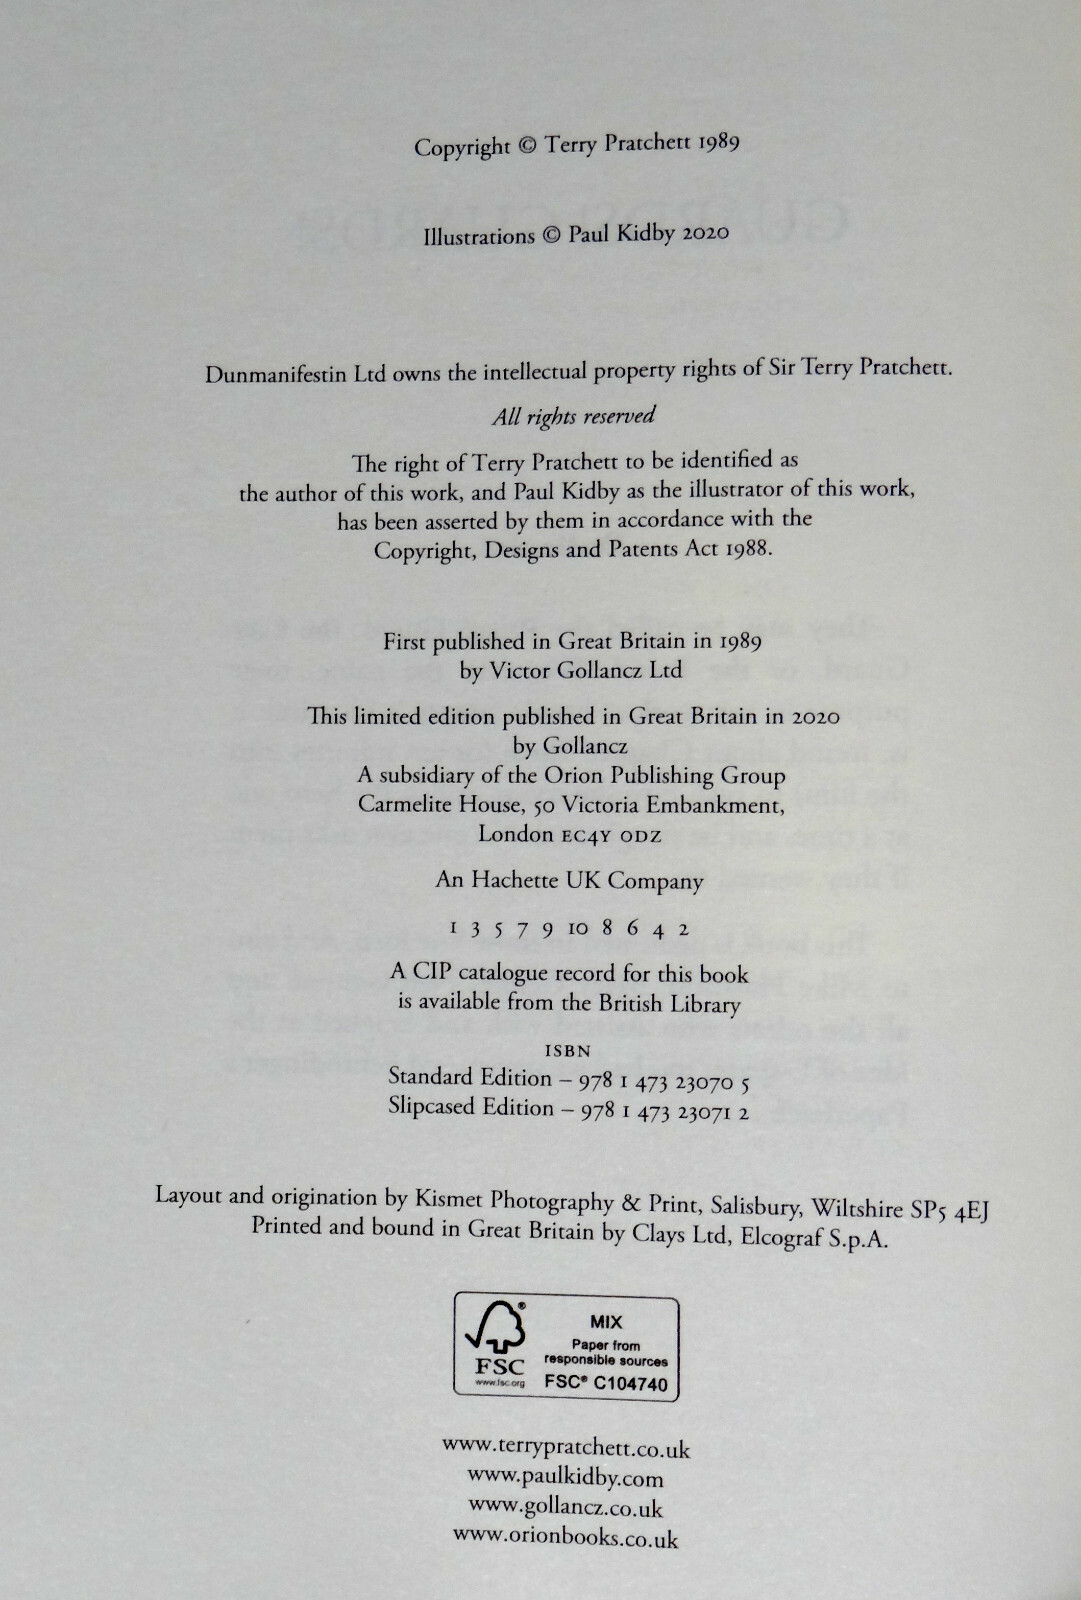 Copyright © Terry Pratchett 1989
Illustrations © Paul Kidby 2020
Dunmanifestin Ltd owns the intellectual property rights of Sir Terry Pratchett.
All rights reserved
The right of Terry Pratchett to be identified as
the author of this work, and Paul Kidby as the illustrator of this work,
has been asserted by them in accordance with the
Copyright, Designs and Patents Act 1988.
First published in Great Britain in 1989
by Victor Gollancz Ltd
This limited edition published in Great Britain in 2020
by Gollancz
A subsidiary of the Orion Publishing Group
Carmelite House, 50 Victoria Embankment,
London EC4Y 0DZ
An Hachette UK Company
1 3 5 7 9 10 8 6 4 2
A CIP catalogue record for this book
is available from the British Library
ISBN
Standard Edition – 978 1 473 23070 5
Slipcased Edition – 978 1 473 23071 2
Layout and origination by Kismet Photography & Print, Salisbury, Wiltshire SP5 4EJ
Printed and bound in Great Britain by Clays Ltd, Elcograf S.p.A.
FSC
www.fsc.org
MIX
Paper from
responsible sources
FSC® C104740
www.terrypratchett.co.uk
www.paulkidby.com
www.gollancz.co.uk
www.orionbooks.co.uk